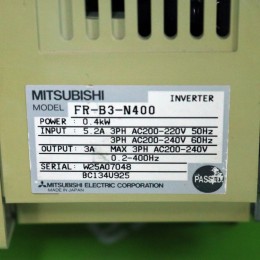 MITSUBISHI INVERTER
MODEL FR-B3-N400
POWER : 0.4kW
INPUT : 5.2A 3PH AC200-220V 50Hz
3PH AC200-240V 60Hz
OUTPUT : 3A MAX 3PH AC200-240V
0.2-400Hz
SERIAL: W25A07048
BC134U925
PASSED
MITSUBISHI ELECTRIC CORPORATION
MADE IN JAPAN